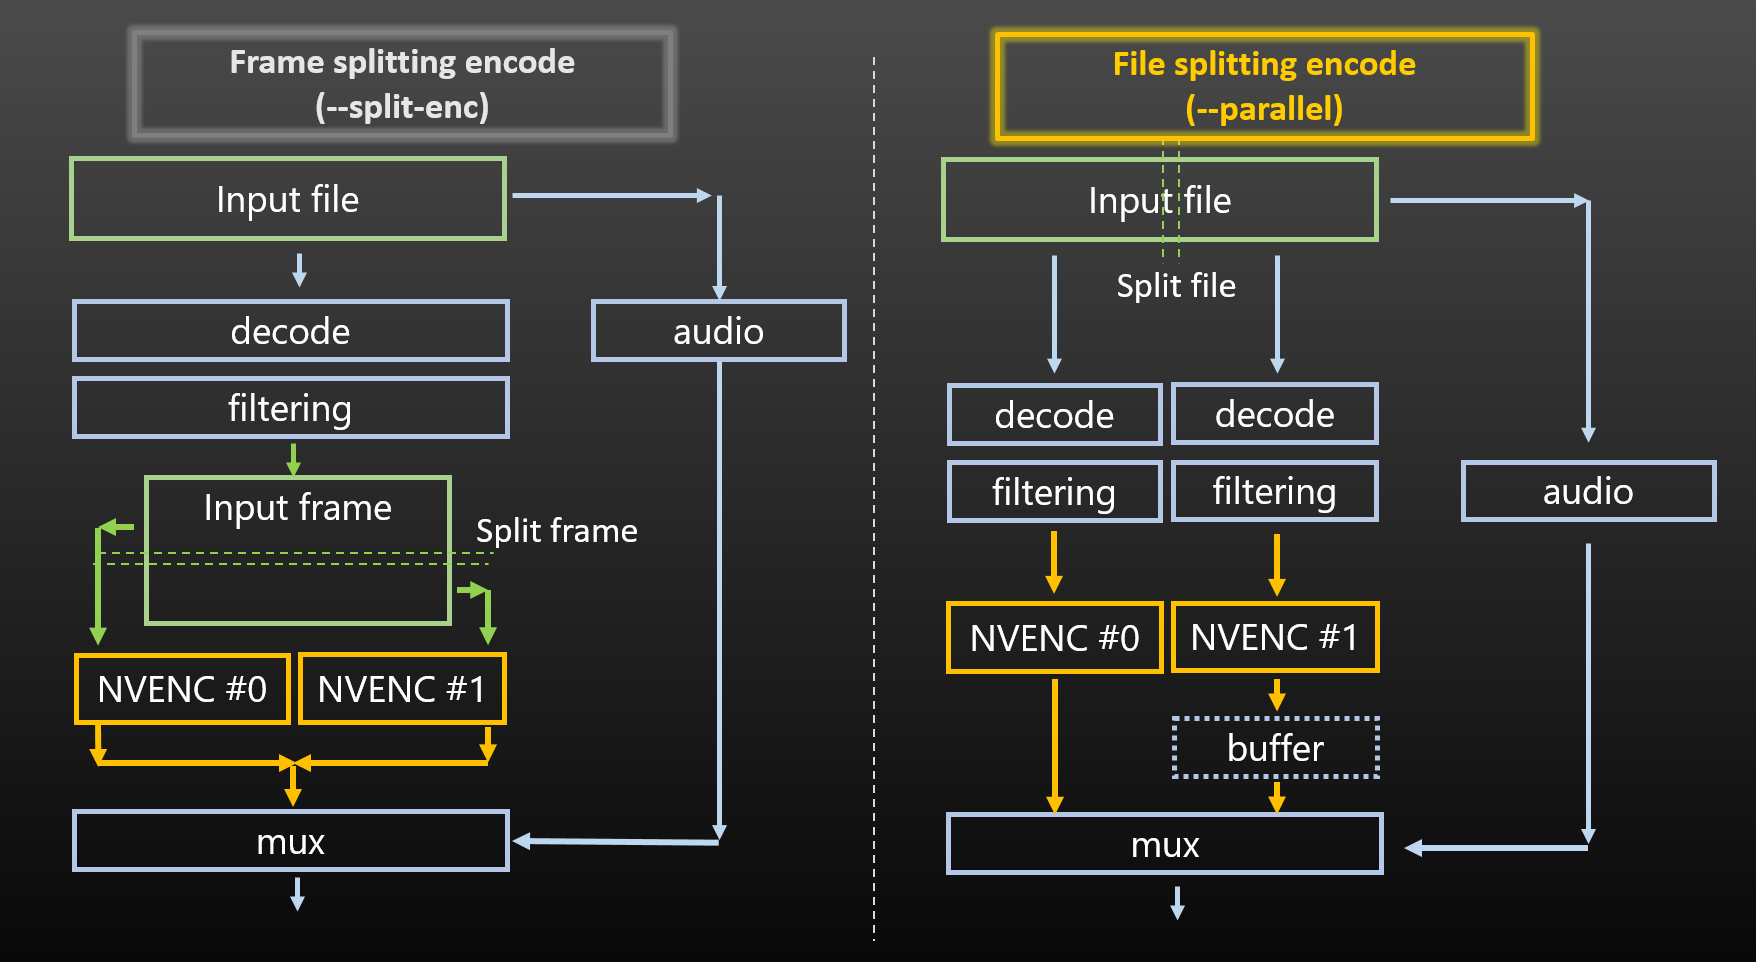 Frame splitting encode
(--split-enc)
Input file
decode
audio
filtering
Input frame
Split frame
NVENC #0
NVENC #1
mux
File splitting encode
(--parallel)
Input file
Split file
decode
decode
filtering
filtering
audio
NVENC #0
NVENC #1
buffer
mux